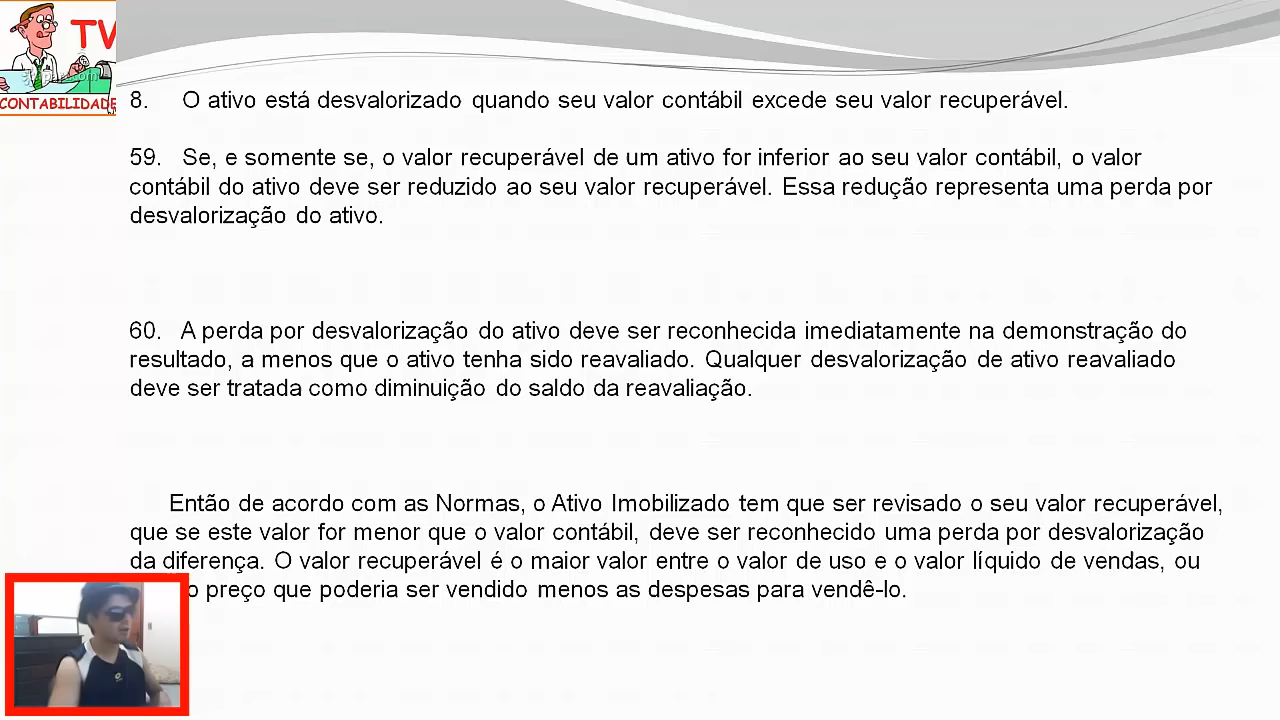 TV
CONTABILIDADE
8. O ativo está desvalorizado quando seu valor contábil excede seu valor recuperável.
59. Se, e somente se, o valor recuperável de um ativo for inferior ao seu valor contábil, o valor
contábil do ativo deve ser reduzido ao seu valor recuperável. Essa redução representa uma perda por
desvalorização do ativo.
60. A perda por desvalorização do ativo deve ser reconhecida imediatamente na demonstração do
resultado, a menos que o ativo tenha sido reavaliado. Qualquer desvalorização de ativo reavaliado
deve ser tratada como diminuição do saldo da reavaliação.
Então de acordo com as Normas, o Ativo Imobilizado tem que ser revisado o seu valor recuperável,
que se este valor for menor que o valor contábil, deve ser reconhecido uma perda por desvalorização
da diferença. O valor recuperável é o maior valor entre o valor de uso e o valor líquido de vendas, ou
o preço que poderia ser vendido menos as despesas para vendê-lo.